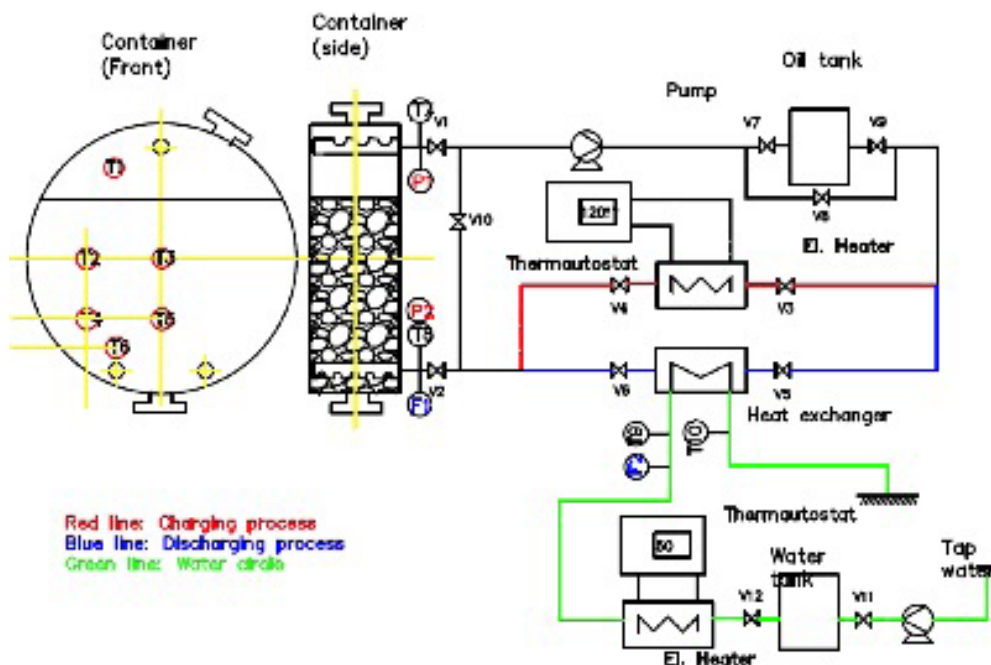 Container
(Front)
Container
(side)
Oil tank
Pump
V7
V9
V1
T1
P1
V10
V8
El. Heater
T2
T3
Thermautostat
V4
V3
P2
T5
T6
V2
V6
V5
F1
Heat exchanger
Thermautostat
Red line: Charging process
Blue line: Discharging process
Green line: Water circle
60
Water
tank
Tap
water
V12
V11
El. Heater